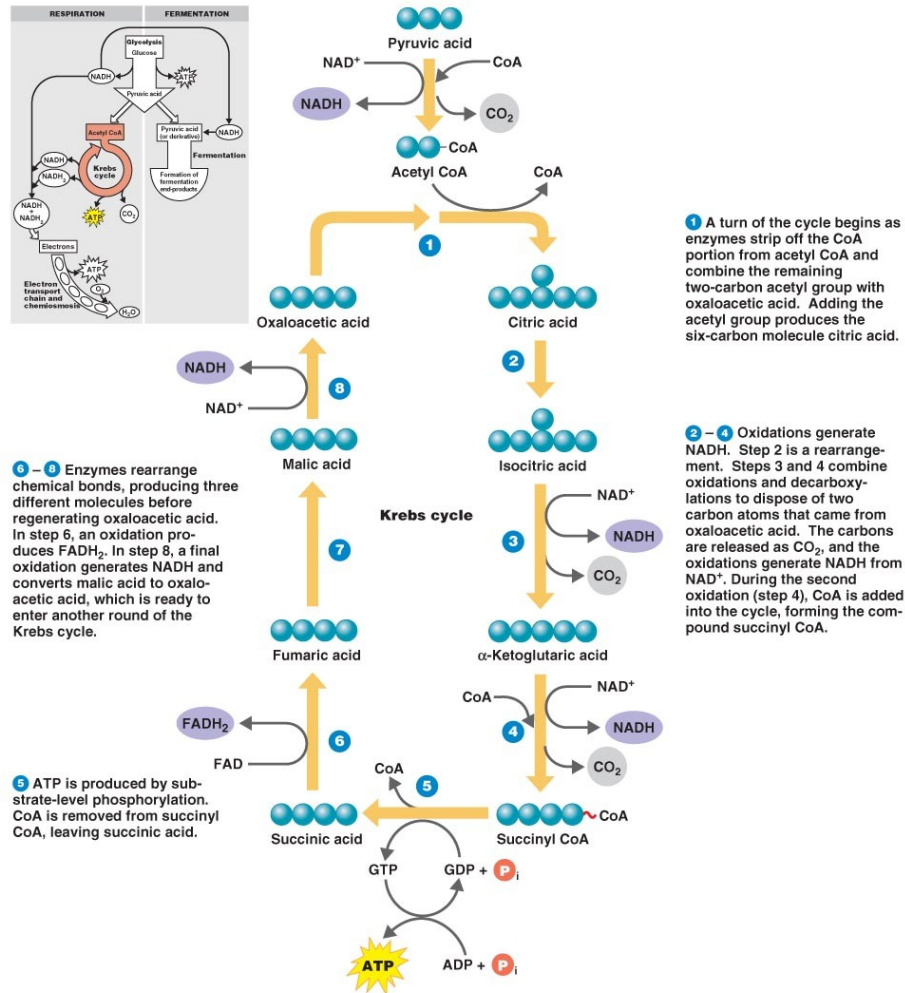 RESPIRATION
FERMENTATION
Glycolysis
Glucose
NADH
ATP
Pyruvic acid
Acetyl CoA
Pyruvic acid
(or derivative)
NADH
Fermentation
NADH
Krebs
cycle
NADH₂
Formation of
fermentation
end-products
ATP
CO₂
NADH
+
NADH₂
Electrons
ATP
Electron
transport
chain and
chemiosmosis
O₂
H₂O
Pyruvic acid
NAD⁺
CoA
NADH
CO₂
CoA
Acetyl CoA
CoA
1
Oxaloacetic acid
Citric acid
1 A turn of the cycle begins as
enzymes strip off the CoA
portion from acetyl CoA and
combine the remaining
two-carbon acetyl group with
oxaloacetic acid. Adding the
acetyl group produces the
six-carbon molecule citric acid.
2
NADH
8
NAD⁺
Malic acid
Isocitric acid
2 – 4 Oxidations generate
NADH. Step 2 is a rearrange-
ment. Steps 3 and 4 combine
oxidations and decarboxy-
lations to dispose of two
carbon atoms that came from
oxaloacetic acid. The carbons
are released as CO₂, and the
oxidations generate NADH from
NAD⁺. During the second
oxidation (step 4), CoA is added
into the cycle, forming the com-
pound succinyl CoA.
6 – 8 Enzymes rearrange
chemical bonds, producing three
different molecules before
regenerating oxaloacetic acid.
In step 6, an oxidation pro-
duces FADH₂. In step 8, a final
oxidation generates NADH and
converts malic acid to oxalo-
acetic acid, which is ready to
enter another round of the
Krebs cycle.
Krebs cycle
NAD⁺
3
NADH
CO₂
7
Fumaric acid
α-Ketoglutaric acid
CoA
NAD⁺
4
NADH
CO₂
FADH₂
6
FAD
5 ATP is produced by sub-
strate-level phosphorylation.
CoA is removed from succinyl
CoA, leaving succinic acid.
CoA
5
CoA
Succinic acid
Succinyl CoA
GTP
GDP + P i
ATP
ADP + P i